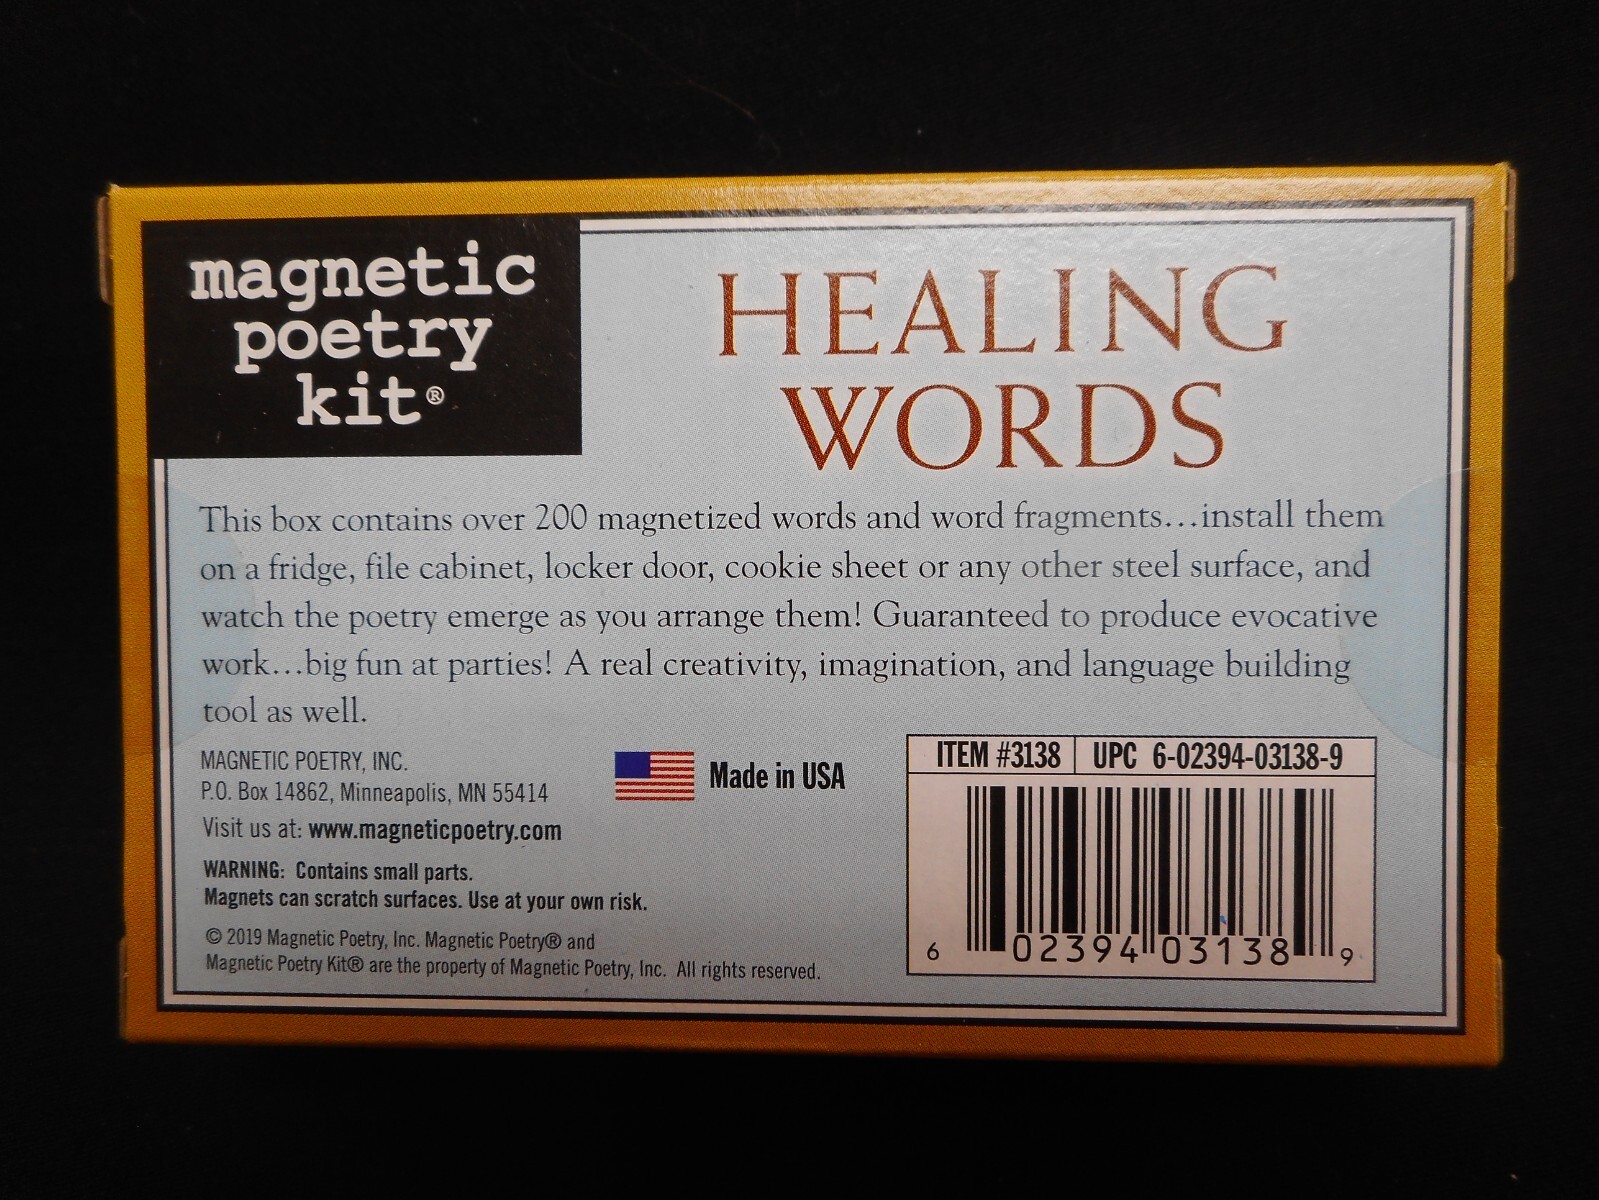 magnetic
poetry
kit®
HEALING
WORDS
This box contains over 200 magnetized words and word fragments...install them
on a fridge, file cabinet, locker door, cookie sheet or any other steel surface, and
watch the poetry emerge as you arrange them! Guaranteed to produce evocative
work...big fun at parties! A real creativity, imagination, and language building
tool as well.
MAGNETIC POETRY, INC.
P.O. Box 14862, Minneapolis, MN 55414
Visit us at: www.magneticpoetry.com
WARNING: Contains small parts.
Magnets can scratch surfaces. Use at your own risk.
© 2019 Magnetic Poetry, Inc. Magnetic Poetry® and
Magnetic Poetry Kit® are the property of Magnetic Poetry, Inc. All rights reserved.
Made in USA
ITEM #3138 UPC 6-02394-03138-9
6 02394 03138 9